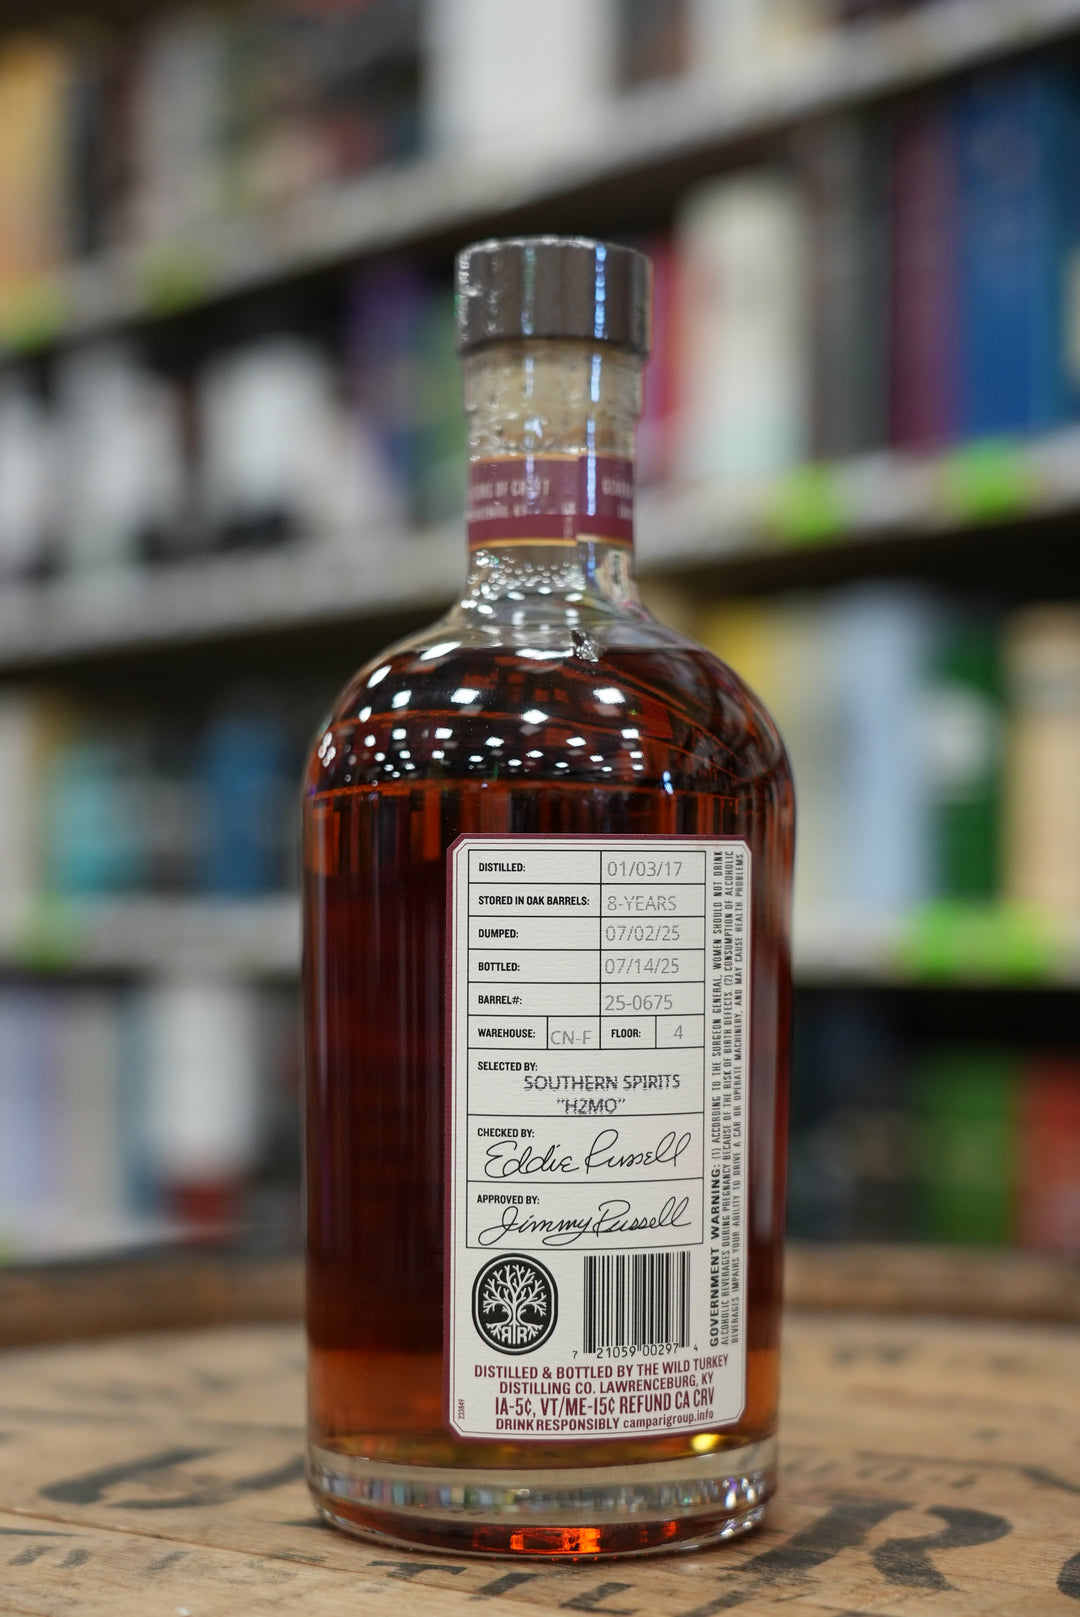 DISTILLED: 01/03/17
STORED IN OAK BARRELS: 8-YEARS
DUMPED: 07/02/25
BOTTLED: 07/14/25
BARREL#: 25-0675
WAREHOUSE: CN-F FLOOR: 4
SELECTED BY:
SOUTHERN SPIRITS
"H2MO"
CHECKED BY:
Eddie Russell
APPROVED BY:
Jimmy Russell
7 21059 00297 4
DISTILLED & BOTTLED BY THE WILD TURKEY
DISTILLING CO. LAWRENCEBURG, KY
IA-5¢, VT/ME-15¢ REFUND CA CRV
DRINK RESPONSIBLY camparigroup.info
233849
GOVERNMENT WARNING: (1) ACCORDING TO THE SURGEON GENERAL, WOMEN SHOULD NOT DRINK
ALCOHOLIC BEVERAGES DURING PREGNANCY BECAUSE OF THE RISK OF BIRTH DEFECTS. (2) CONSUMPTION OF ALCOHOLIC
BEVERAGES IMPAIRS YOUR ABILITY TO DRIVE A CAR OR OPERATE MACHINERY, AND MAY CAUSE HEALTH PROBLEMS.